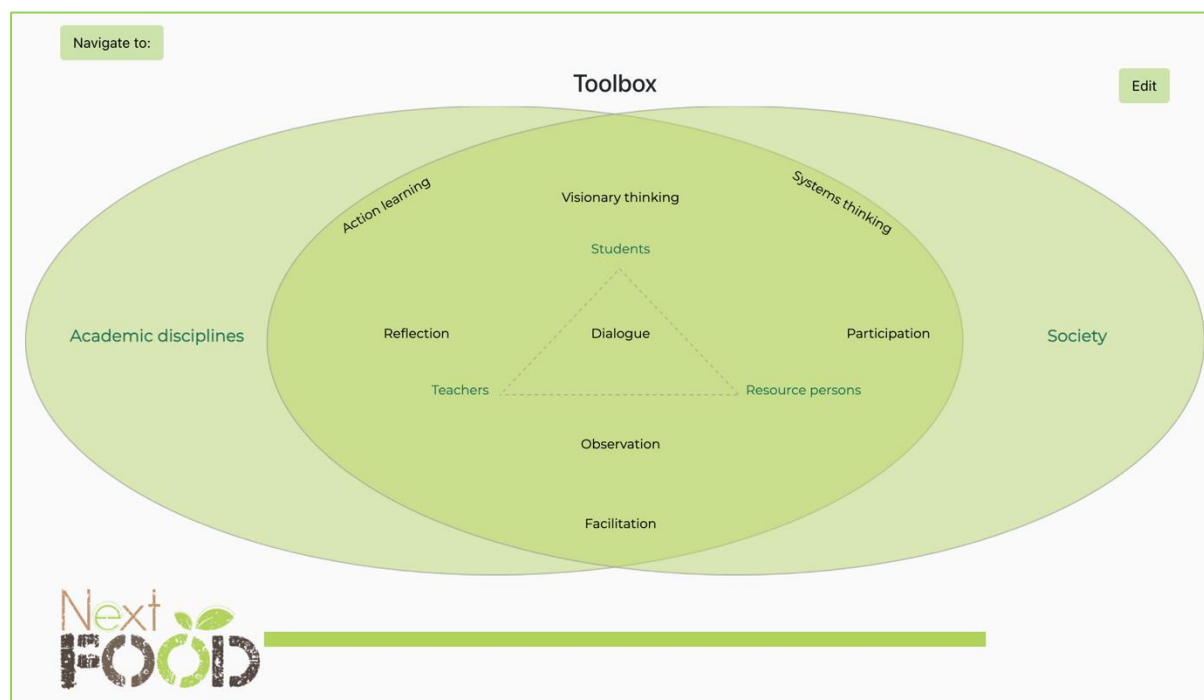 Navigate to:
Toolbox
Edit
Action learning
Visionary thinking
Systems thinking
Students
Academic disciplines
Reflection
Dialogue
Participation
Society
Teachers
Resource persons
Observation
Facilitation
Next
FOOD